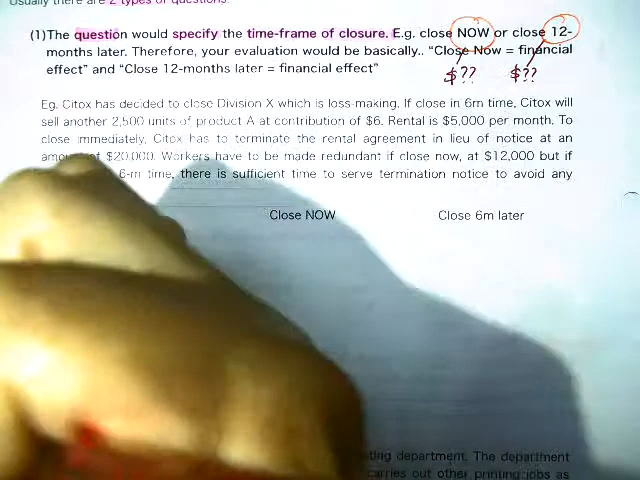 Usually there are 2 types of questions.
(1)The question would specify the time-frame of closure. E.g. close NOW or close 12-
months later. Therefore, your evaluation would be basically.. “Close Now = financial
effect” and “Close 12-months later = financial effect”
$?? $??
Eg. Citox has decided to close Division X which is loss-making. If close in 6m time, Citox will
sell another 2,500 units of product A at contribution of $6. Rental is $5,000 per month. To
close immediately, Citox has to terminate the rental agreement in lieu of notice at an
$20,000. Workers have to be made redundant if close now, at $12,000 but if
6-m time, there is sufficient time to serve termination notice to avoid any
Close NOW Close 6m later
department. The department
carries out other printing jobs as